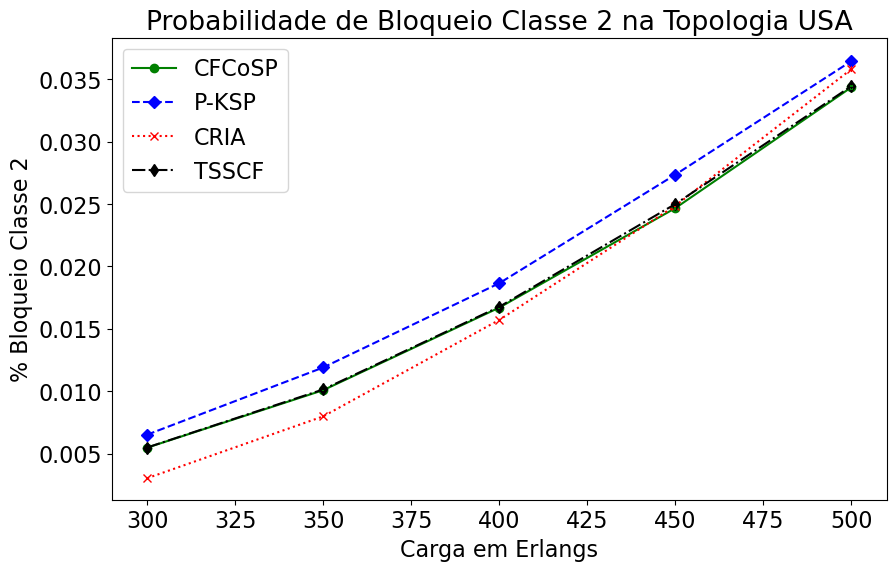 Probabilidade de Bloqueio Classe 2 na Topologia USA
CFCoSP
P-KSP
CRIA
TSSCF
% Bloqueio Classe 2
0.035
0.030
0.025
0.020
0.015
0.010
0.005
300 325 350 375 400 425 450 475 500
Carga em Erlangs